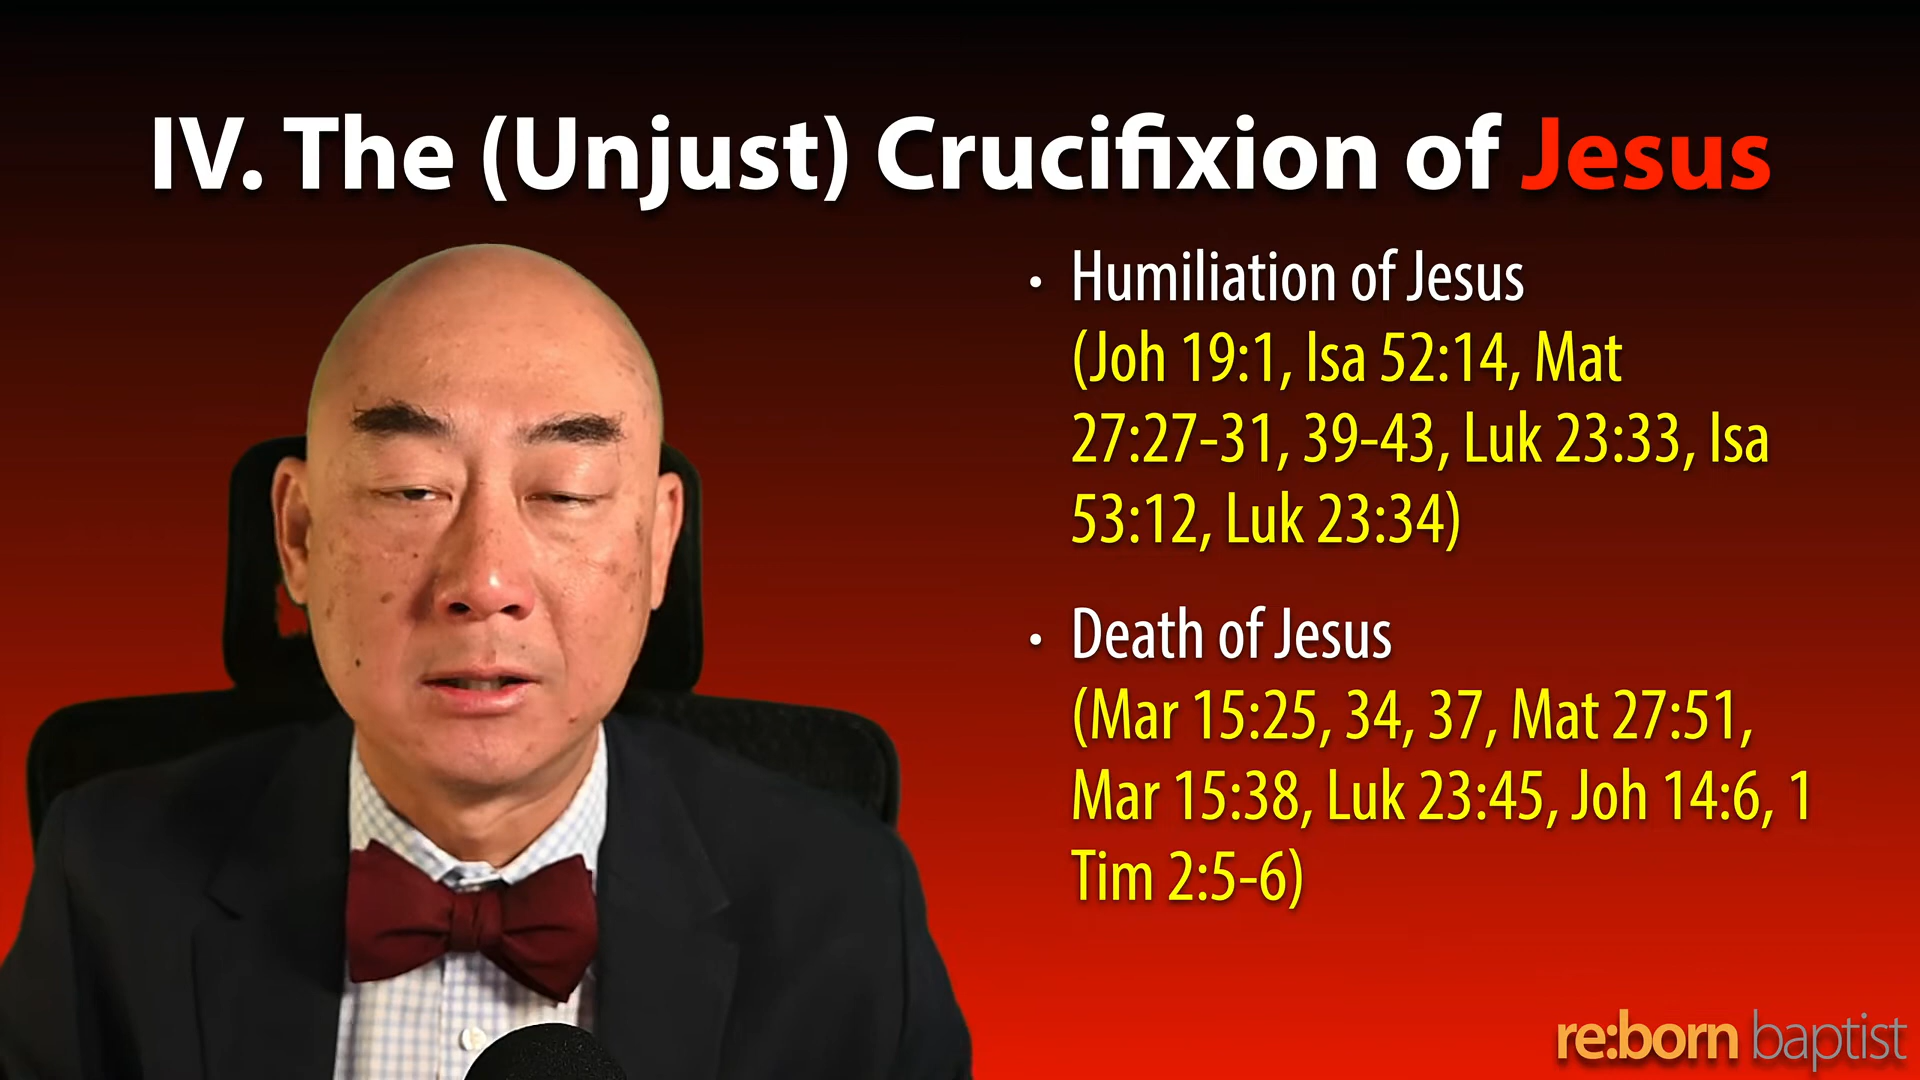 IV. The (Unjust) Crucifixion of Jesus
• Humiliation of Jesus
(Joh 19:1, Isa 52:14, Mat
27:27-31, 39-43, Luk 23:33, Isa
53:12, Luk 23:34)
• Death of Jesus
(Mar 15:25, 34, 37, Mat 27:51,
Mar 15:38, Luk 23:45, Joh 14:6, 1
Tim 2:5-6)
re:born baptist